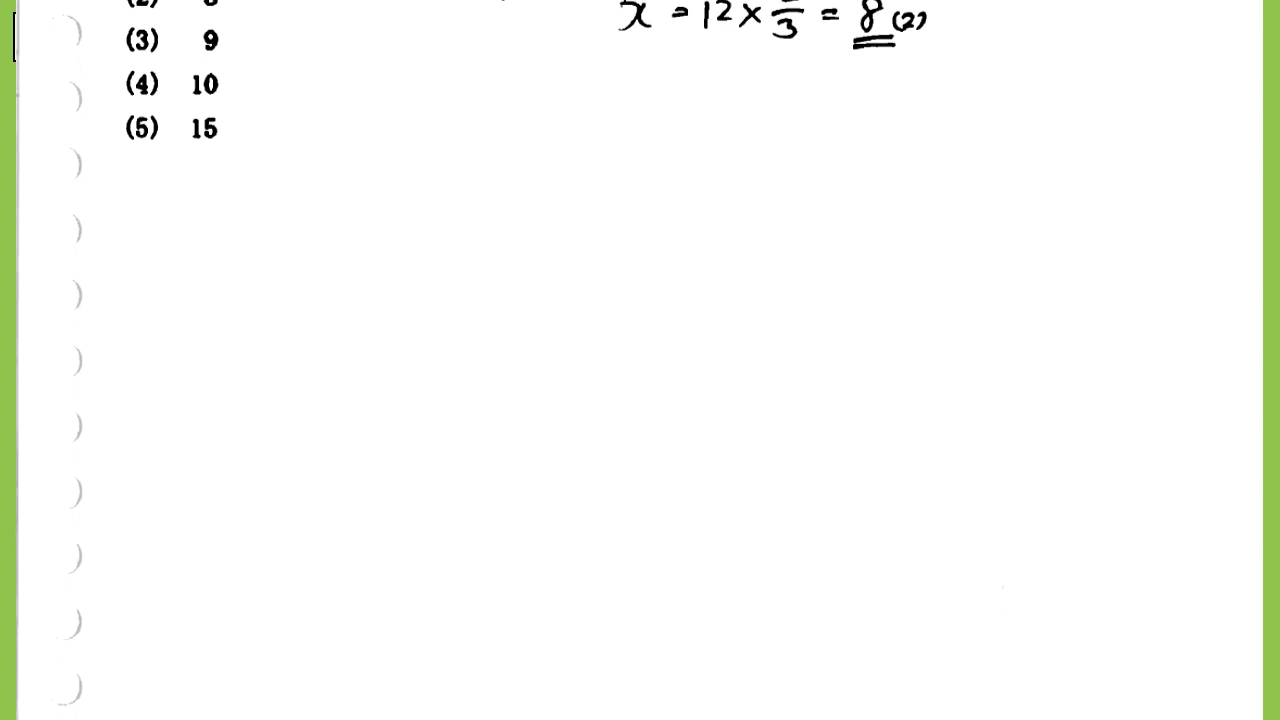 x = 12 × /3 = 8 (2)
(3) 9
(4) 10
(5) 15